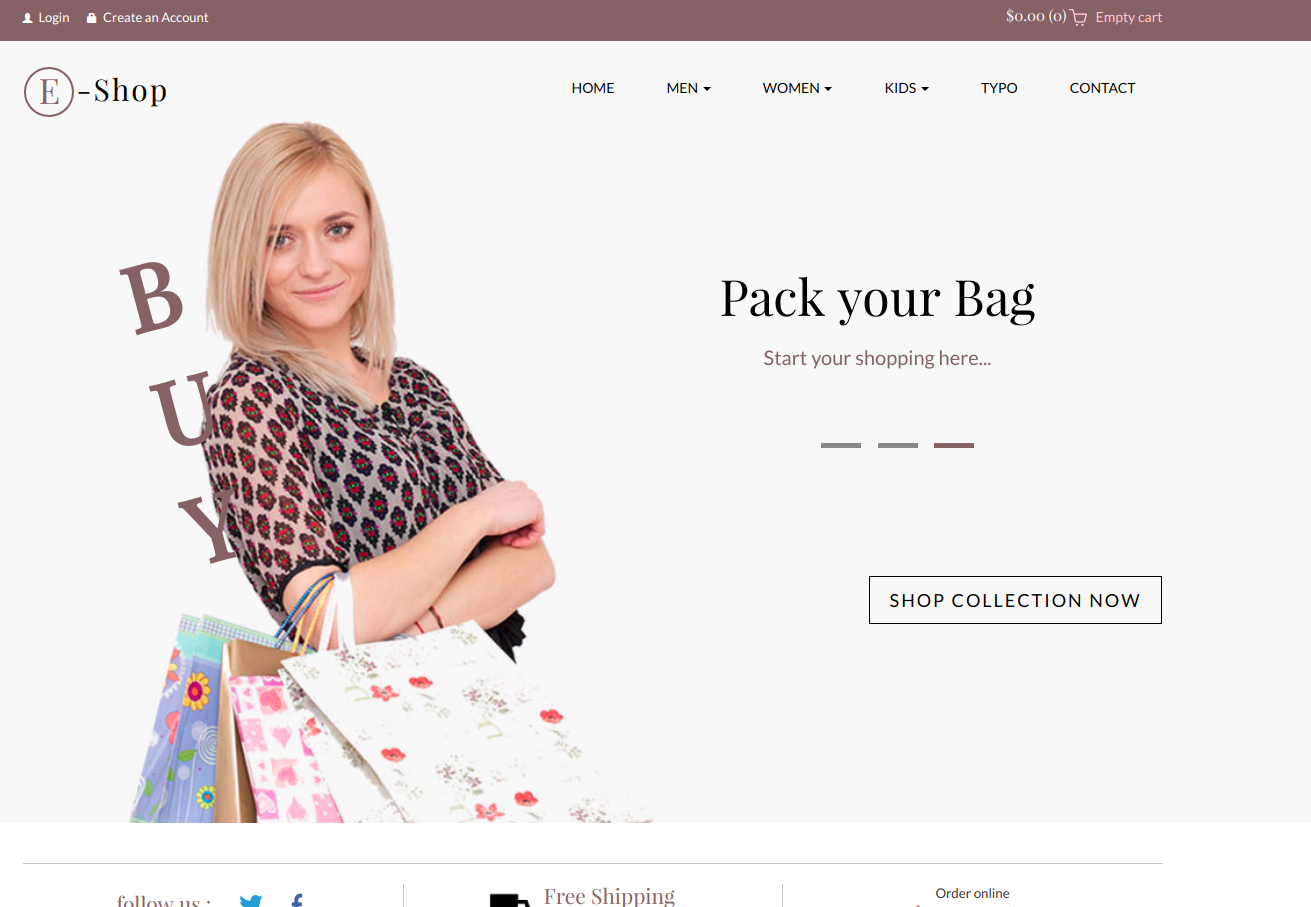 Login Create an Account $0.00 (0) Empty cart
E-Shop HOME MEN WOMEN KIDS TYPO CONTACT
B
U
Y
Pack your Bag
Start your shopping here...
SHOP COLLECTION NOW
follow us : Free Shipping Order online